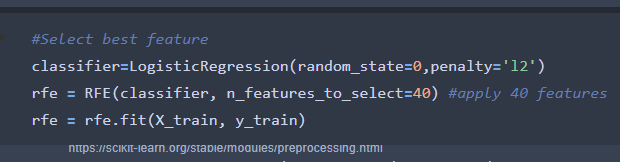 #Select best feature
classifier=LogisticRegression(random_state=0,penalty='l2')
rfe = RFE(classifier, n_features_to_select=40) #apply 40 features
rfe = rfe.fit(X_train, y_train)
https://scikit-learn.org/stable/modules/preprocessing.html